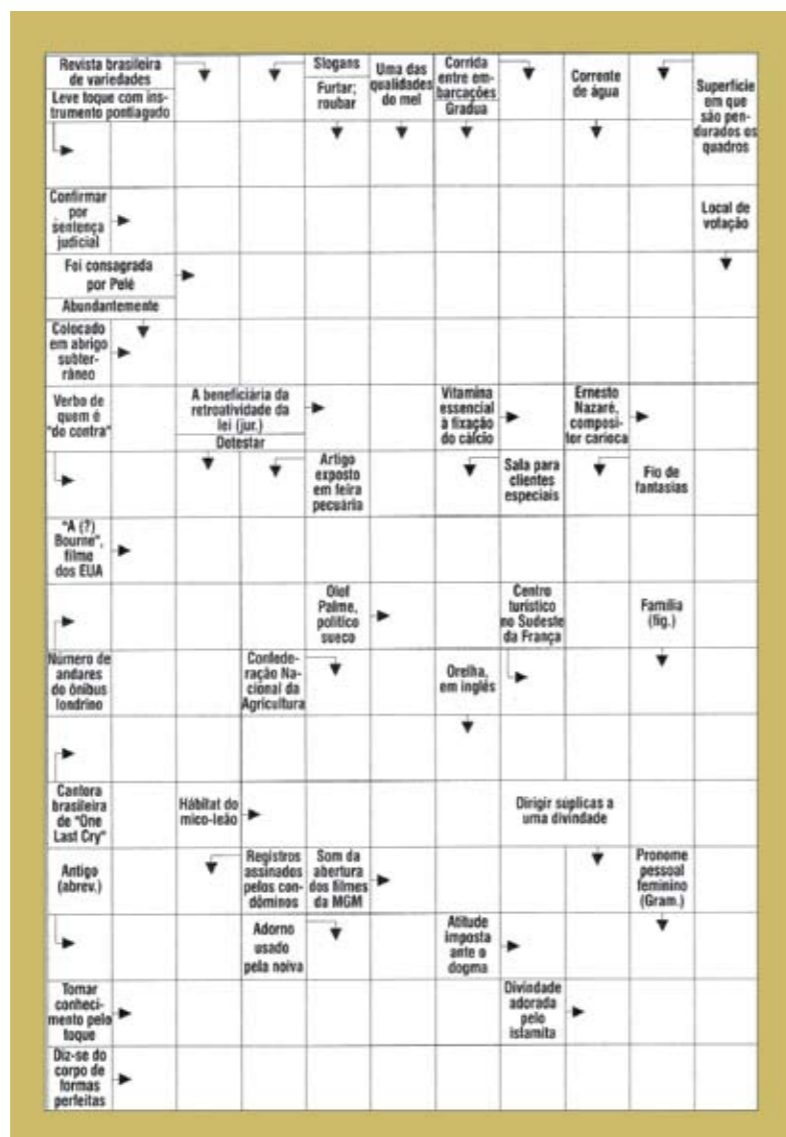 Revista brasileira
de variedades
Leve toque com ins-
trumento pontiagudo
Slogans
Furtar;
roubar
Uma das
qualidades
do mel
Corrida
entre em-
barcações
Gradua
Corrente
de água
Superfície
em que
são pen-
durados os
quadros
Confirmar
por
sentença
judicial
Local de
votação
Foi consagrada
por Pelé
Abundantemente
Colocado
em abrigo
subter-
râneo
Verbo de
quem é
"do contra"
A beneficiária da
retroatividade da
lei (jur.)
Detestar
Vitamina
essencial
à fixação
do cálcio
Ernesto
Nazaré,
composi-
tor carioca
Artigo
exposto
em feira
pecuária
Sala para
clientes
especiais
Fio de
fantasias
"A (?)
Bourne",
filme
dos EUA
Olof
Palme,
político
sueco
Centro
turístico
no Sudeste
da França
Família
(fig.)
Número de
andares
do ônibus
londrino
Confede-
ração Na-
cional da
Agricultura
Orelha,
em inglês
Cantora
brasileira
de "One
Last Cry"
Hábitat do
mico-leão
Dirigir súplicas a
uma divindade
Antigo
(abrev.)
Registros
assinados
pelos con-
dôminos
Som da
abertura
dos filmes
da MGM
Pronome
pessoal
feminino
(Gram.)
Adorno
usado
pela noiva
Atitude
imposta
ante o
dogma
Tomar
conheci-
mento pelo
toque
Divindade
adorada
pelo
islamita
Diz-se do
corpo de
formas
perfeitas